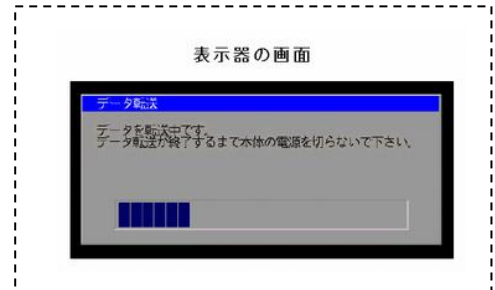 表示器の画面
データ転送
データを転送中です。
データ転送が終了するまで本体の電源を切らないで下さい。